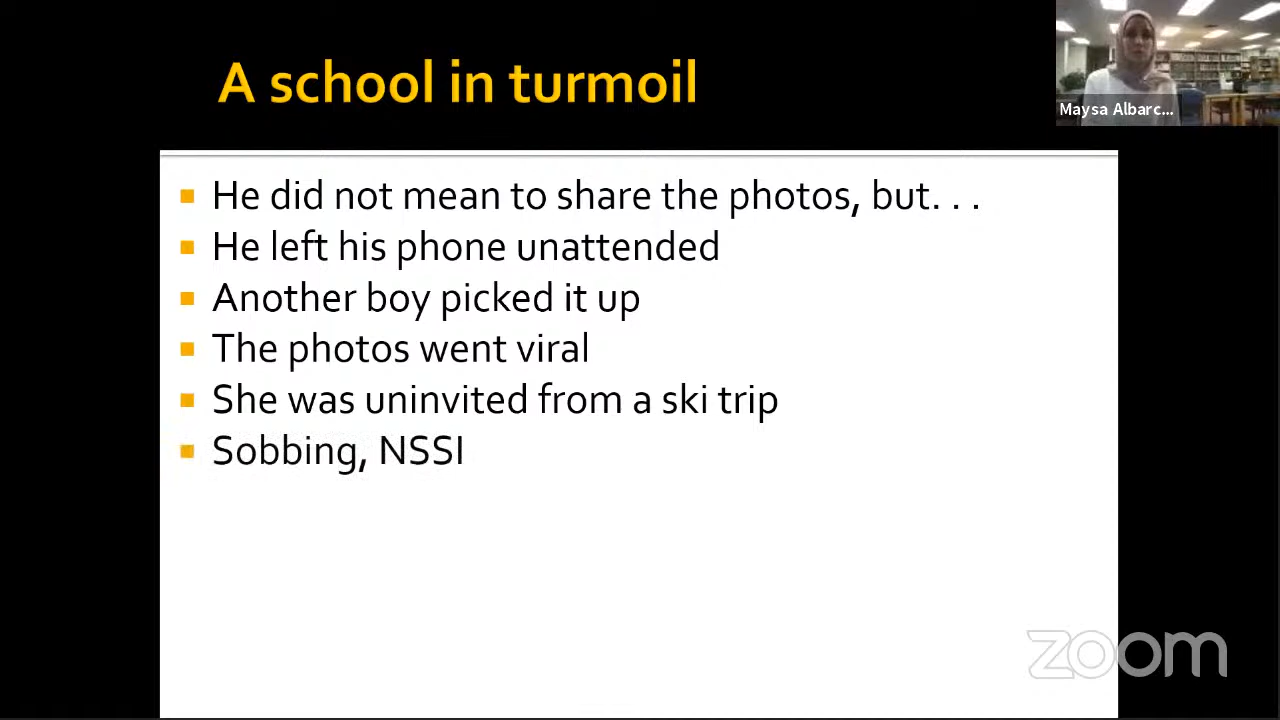 A school in turmoil
Maysa Albarc...
He did not mean to share the photos, but. . .
He left his phone unattended
Another boy picked it up
The photos went viral
She was uninvited from a ski trip
Sobbing, NSSI
zoom